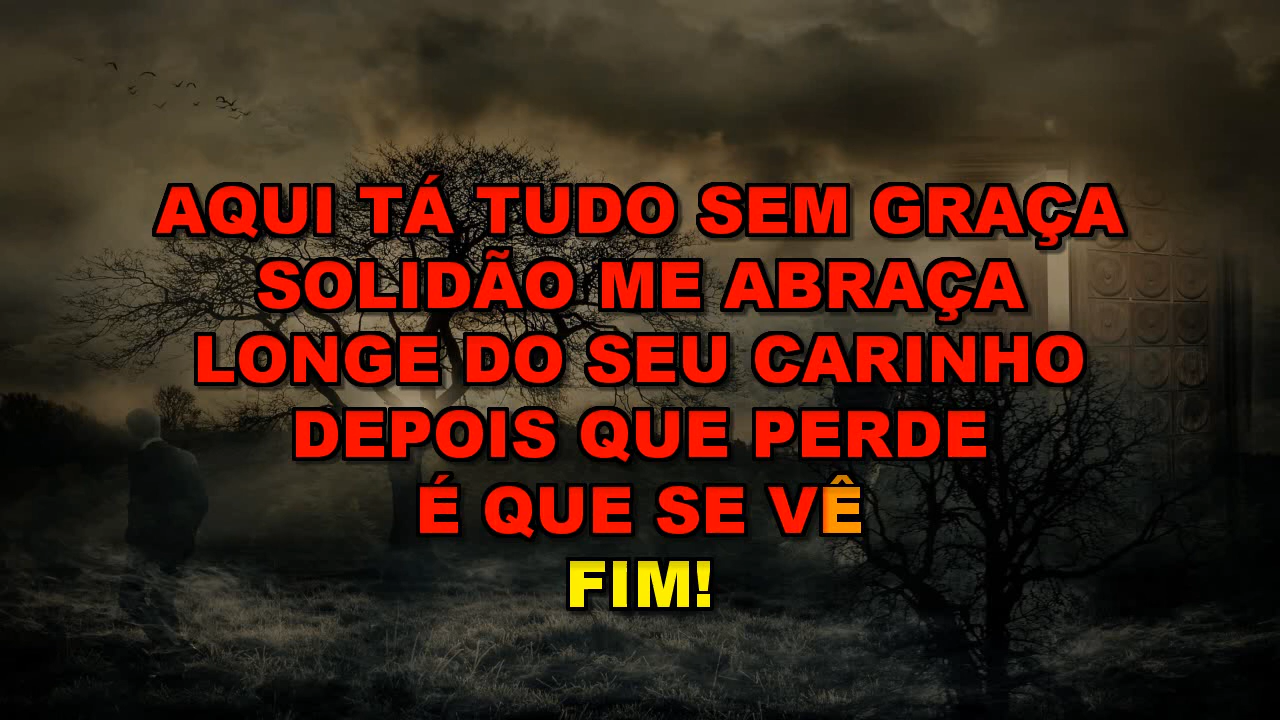 AQUI TÁ TUDO SEM GRAÇA
SOLIDÃO ME ABRAÇA
LONGE DO SEU CARINHO
DEPOIS QUE PERDE
É QUE SE VÊ
FIM!